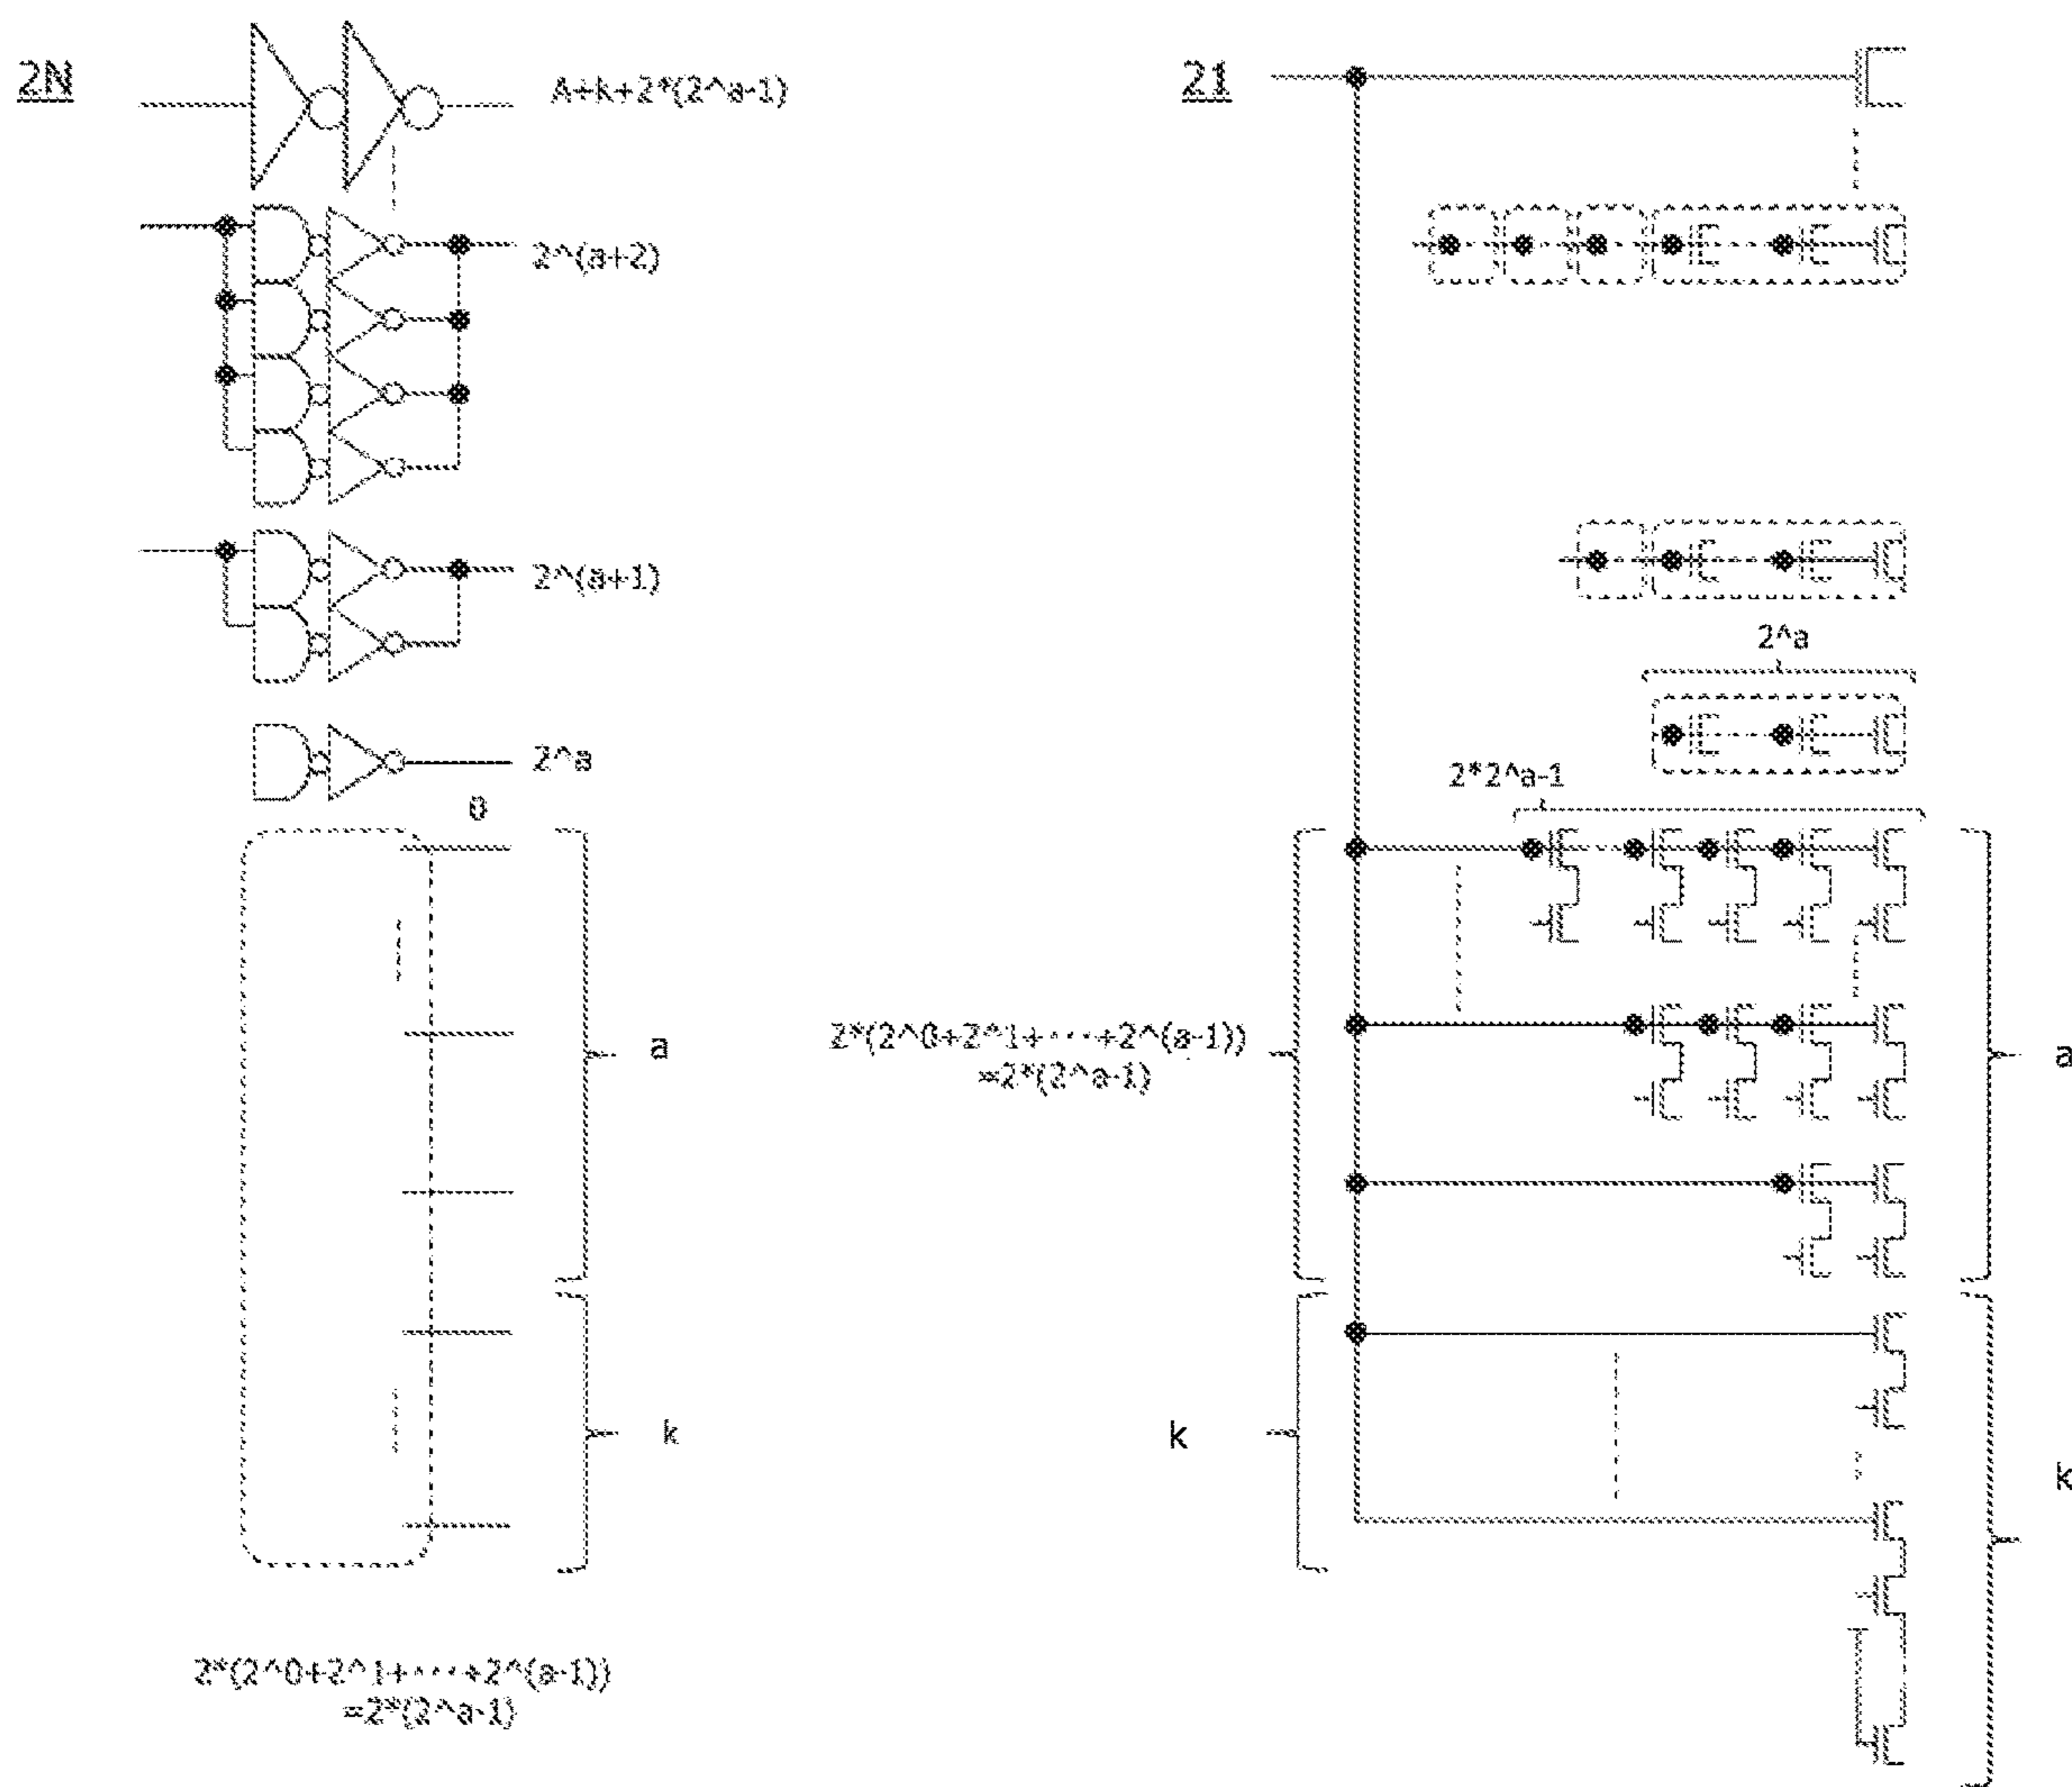 2N
A+k+2*(2^a-1)
2^(a+2)
2^(a+1)
2^a
0
a
k
2*(2^0+2^1+···+2^(a-1))
=2*(2^a-1)
21
2^a
2*2^a-1
2*(2^0+2^1+···+2^(a-1))
=2*(2^a-1)
a
k
k